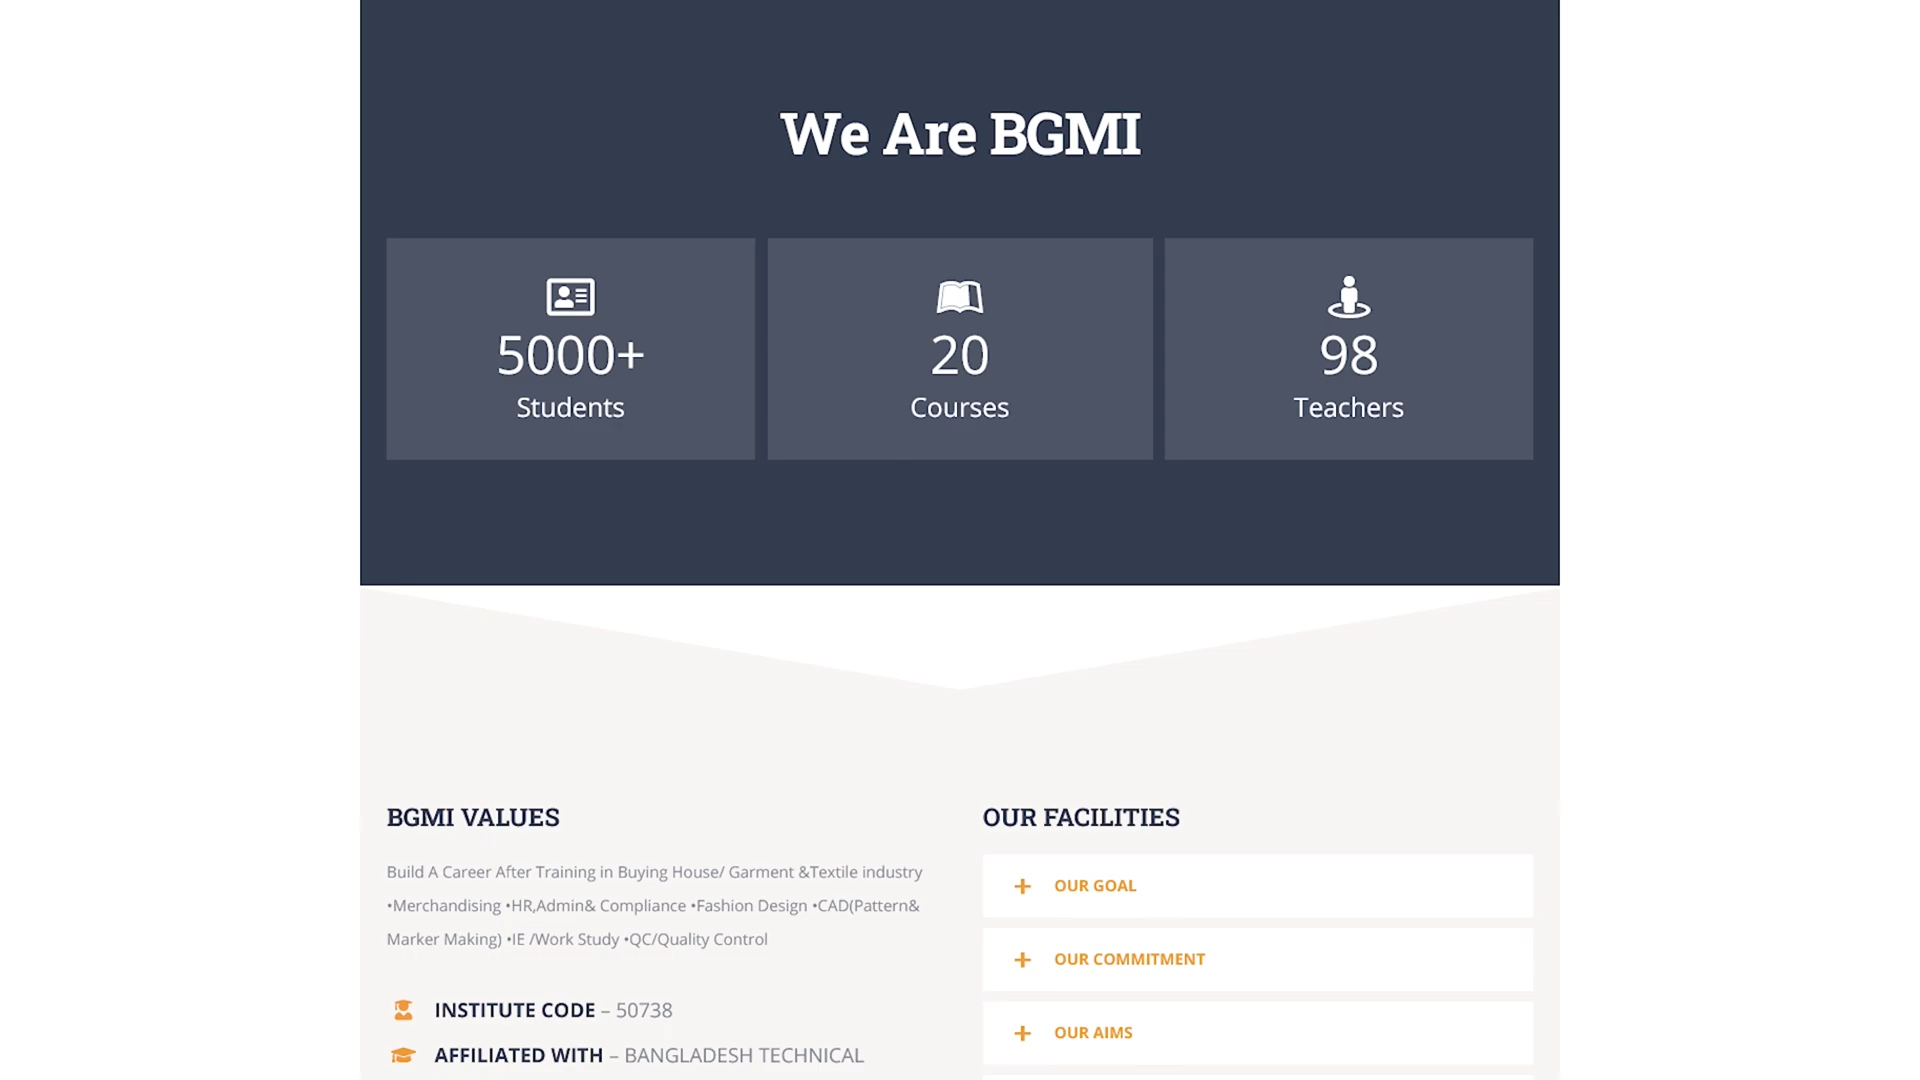 We Are BGMI
5000+
Students
20
Courses
98
Teachers
BGMI VALUES
Build A Career After Training in Buying House/ Garment &Textile industry
•Merchandising •HR,Admin& Compliance •Fashion Design •CAD(Pattern&
Marker Making) •IE /Work Study •QC/Quality Control
INSTITUTE CODE – 50738
AFFILIATED WITH – BANGLADESH TECHNICAL
OUR FACILITIES
OUR GOAL
OUR COMMITMENT
OUR AIMS